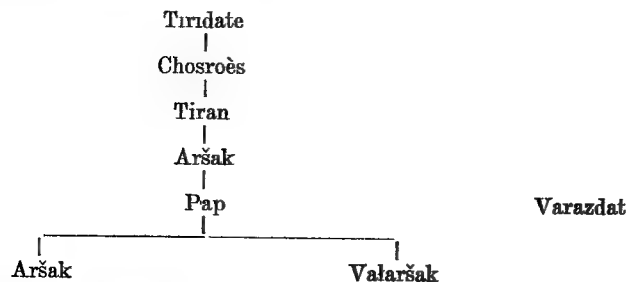 Tiridate
Chosroès
Tiran
Aršak
Pap Varazdat
Aršak Vałaršak